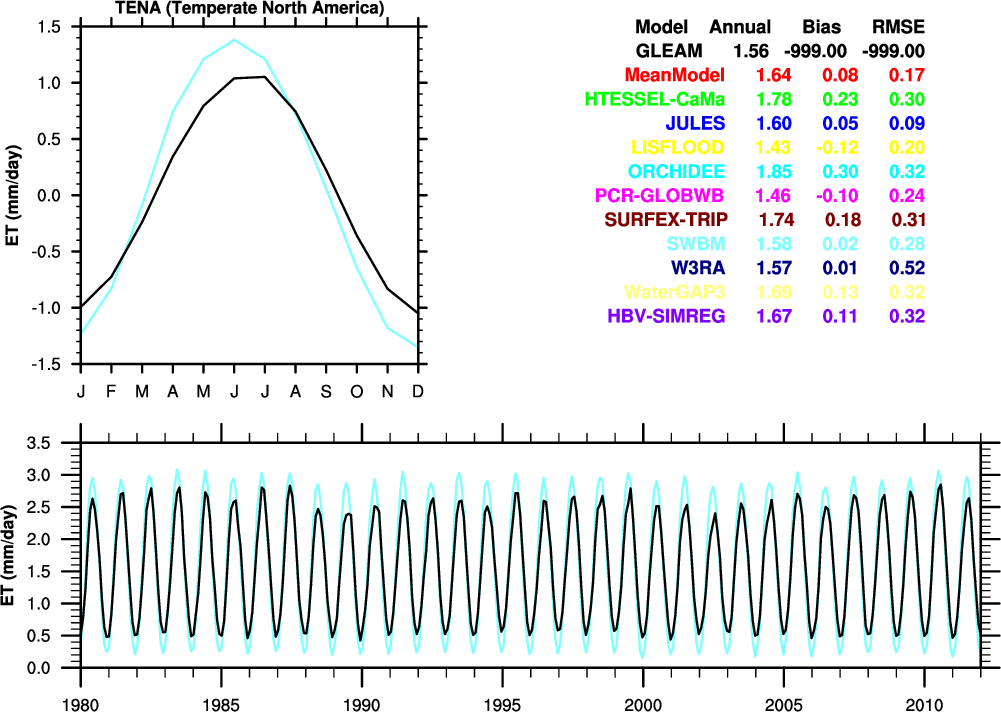 TENA (Temperate North America)
1.5
1.0
0.5
0.0
-0.5
-1.0
-1.5
ET (mm/day)
J F M A M J J A S O N D
Model Annual Bias RMSE
GLEAM 1.56 -999.00 -999.00
MeanModel 1.64 0.08 0.17
HTESSEL-CaMa 1.78 0.23 0.30
JULES 1.60 0.05 0.09
LISFLOOD 1.43 -0.12 0.20
ORCHIDEE 1.85 0.30 0.32
PCR-GLOBWB 1.46 -0.10 0.24
SURFEX-TRIP 1.74 0.18 0.31
SWBM 1.58 0.02 0.28
W3RA 1.57 0.01 0.52
WaterGAP3 1.69 0.13 0.32
HBV-SIMREG 1.67 0.11 0.32
3.5
3.0
2.5
2.0
1.5
1.0
0.5
0.0
ET (mm/day)
1980 1985 1990 1995 2000 2005 2010